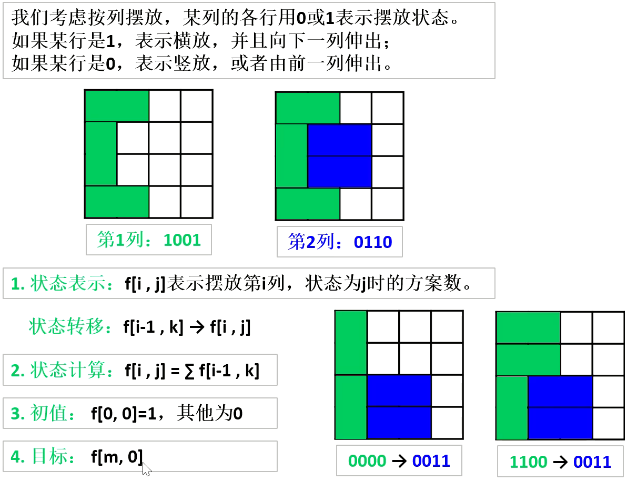 我们考虑按列摆放，某列的各行用0或1表示摆放状态。
如果某行是1，表示横放，并且向下一列伸出；
如果某行是0，表示竖放，或者由前一列伸出。
第1列：1001
第2列：0110
1. 状态表示：f[i , j]表示摆放第i列，状态为j时的方案数。
状态转移：f[i-1 , k] → f[i , j]
2. 状态计算：f[i , j] = ∑ f[i-1 , k]
3. 初值： f[0, 0]=1，其他为0
4. 目标： f[m, 0]
0000 → 0011
1100 → 0011